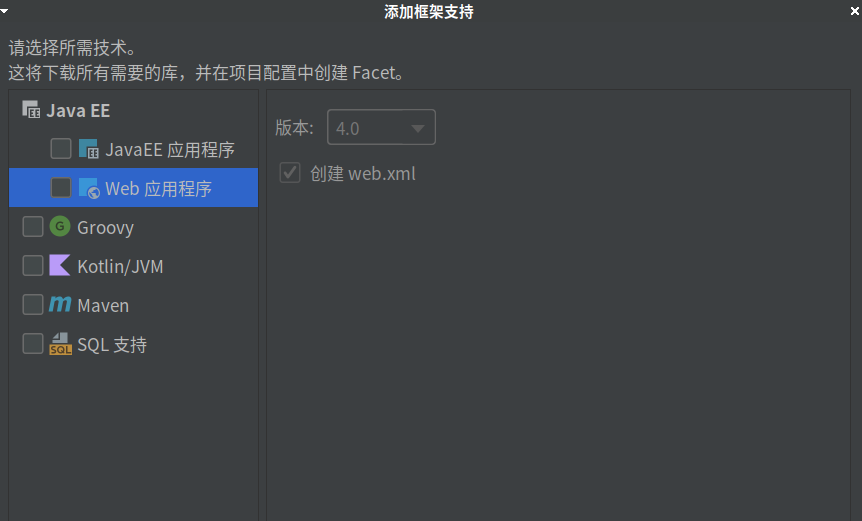 添加框架支持
请选择所需技术。
这将下载所有需要的库，并在项目配置中创建 Facet。
Java EE
JavaEE 应用程序
Web 应用程序
G Groovy
Kotlin/JVM
m Maven
SQL SQL 支持
版本: 4.0
创建 web.xml